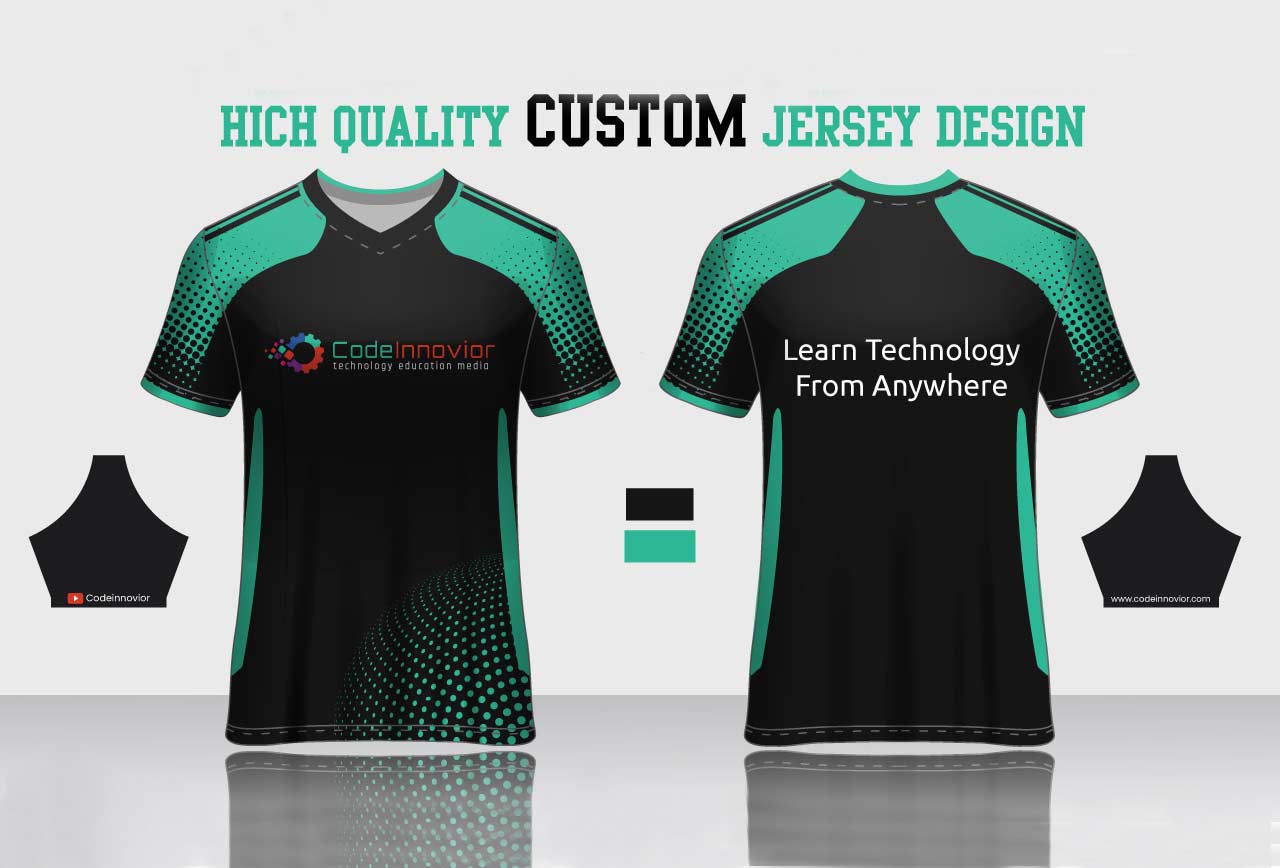 HICH QUALITY CUSTOM JERSEY DESIGN
CodeInnovior
technology education media
Learn Technology
From Anywhere
Codeinnovior
www.codeinnovior.com